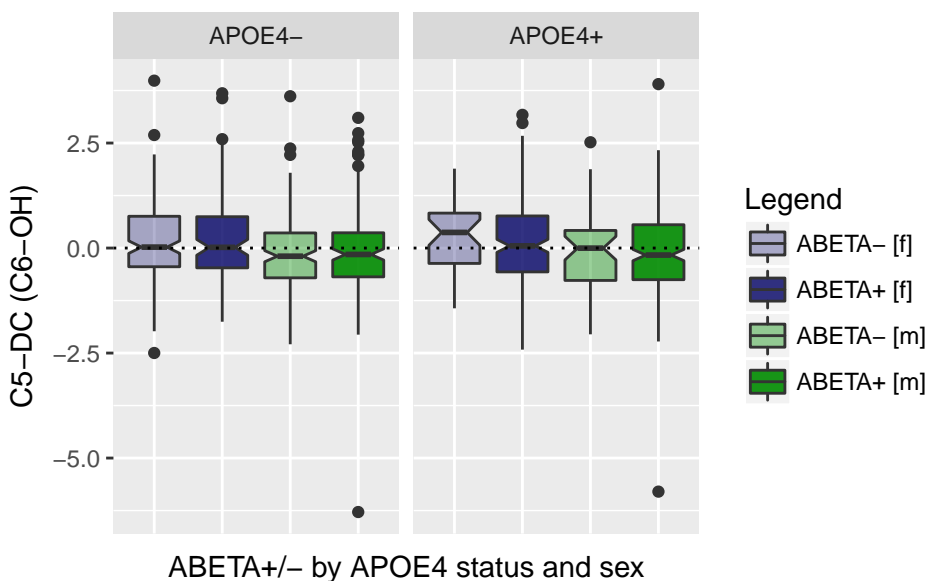 APOE4− APOE4+
2.5
0.0
−2.5
−5.0
C5−DC (C6−OH)
ABETA+/− by APOE4 status and sex
Legend
ABETA− [f]
ABETA+ [f]
ABETA− [m]
ABETA+ [m]